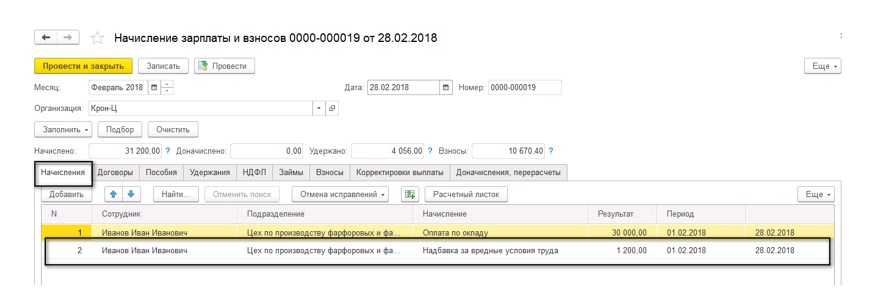 Начисление зарплаты и взносов 0000-000019 от 28.02.2018
Провести и закрыть Записать Провести Еще
Месяц: Февраль 2018 Дата: 28.02.2018 Номер: 0000-000019
Организация: Крон-Ц
Заполнить Подбор Очистить
Начислено: 31 200,00 ? Доначислено: 0,00 Удержано: 4 056,00 ? Взносы: 10 670,40 ?
Начисления Договоры Пособия Удержания НДФЛ Займы Взносы Корректировки выплаты Доначисления, перерасчеты
Добавить Найти... Отменить поиск Отмена исправлений Расчетный листок Еще
N Сотрудник Подразделение Начисление Результат Период
1 Иванов Иван Иванович Цех по производству фарфоровых и фа... Оплата по окладу 30 000,00 01.02.2018 28.02.2018
2 Иванов Иван Иванович Цех по производству фарфоровых и фа... Надбавка за вредные условия труда 1 200,00 01.02.2018 28.02.2018